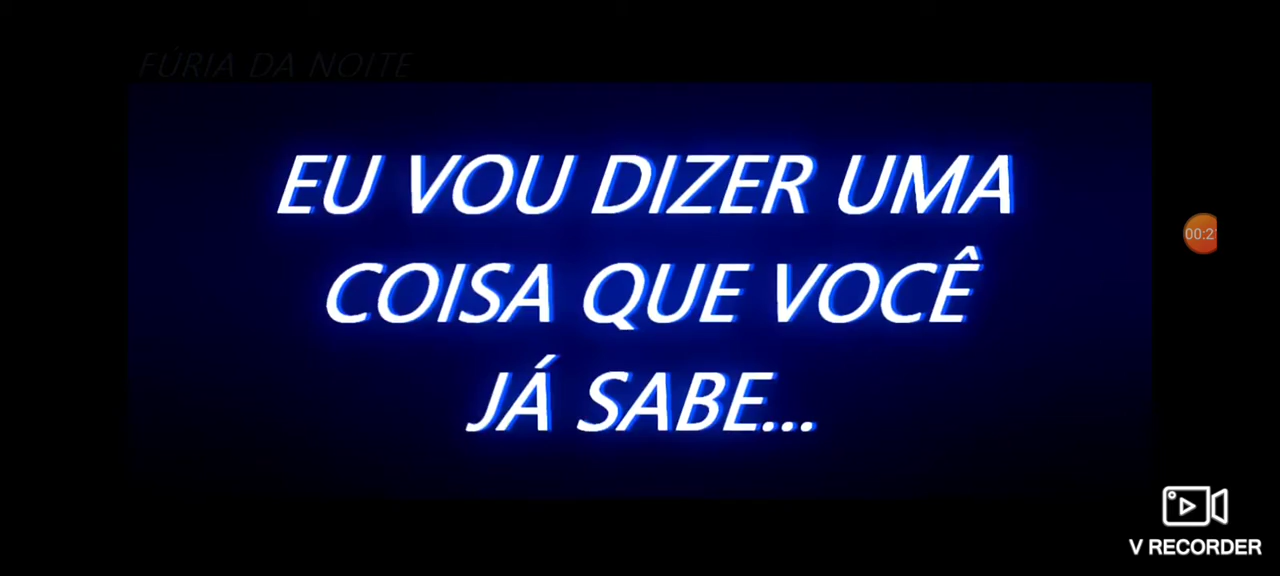 FÚRIA DA NOITE
EU VOU DIZER UMA
COISA QUE VOCÊ
JÁ SABE...
V RECORDER